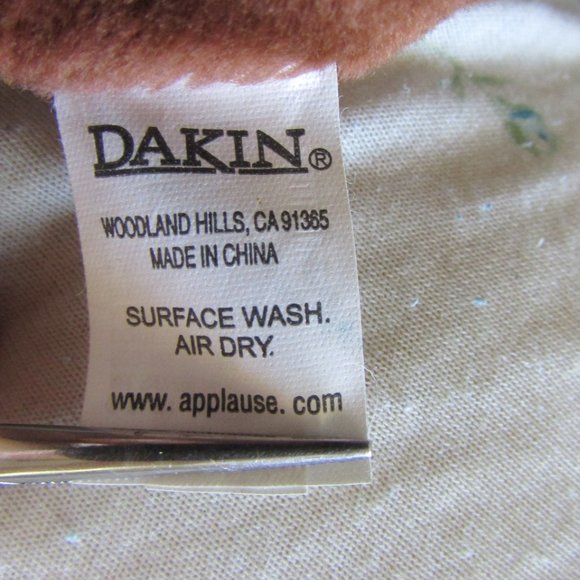 DAKIN®
WOODLAND HILLS, CA 91365
MADE IN CHINA
SURFACE WASH.
AIR DRY.
www. applause. com